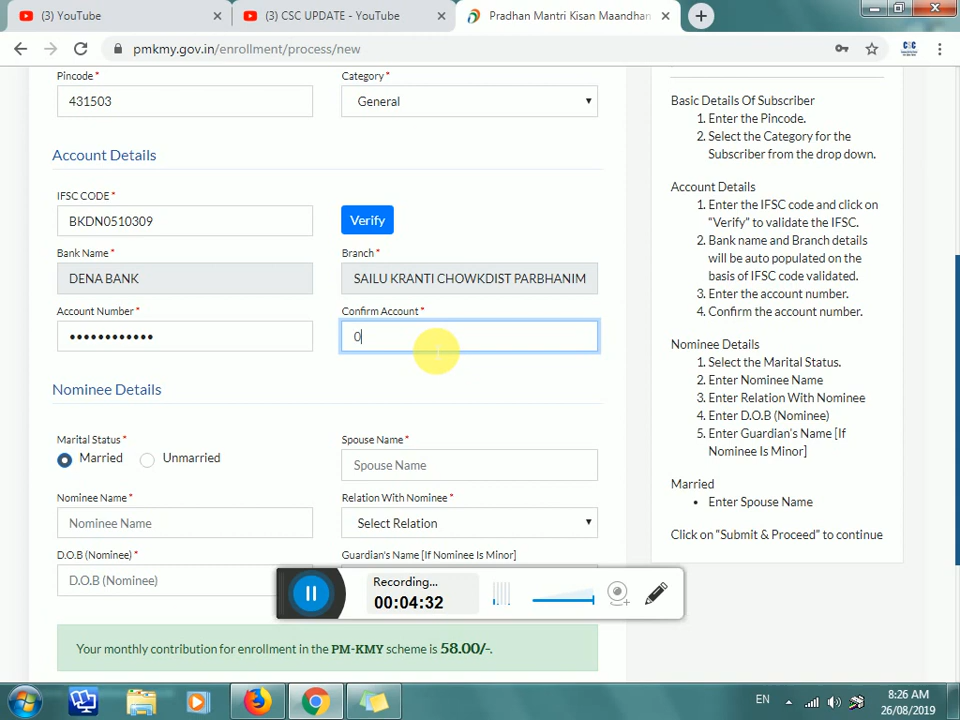 (3) YouTube
(3) CSC UPDATE - YouTube
Pradhan Mantri Kisan Maandhan
pmkmy.gov.in/enrollment/process/new
Pincode *
Category *
431503
General
Account Details
IFSC CODE *
BKDN0510309
Verify
Bank Name *
Branch *
DENA BANK
SAILU KRANTI CHOWKDIST PARBHANIM
Account Number *
Confirm Account *
••••••••••••
0
Nominee Details
Marital Status *
Spouse Name *
Married
Unmarried
Spouse Name
Nominee Name *
Relation With Nominee *
Nominee Name
Select Relation
D.O.B (Nominee) *
Guardian's Name [If Nominee Is Minor]
D.O.B (Nominee)
Your monthly contribution for enrollment in the PM-KMY scheme is 58.00/-.
Basic Details Of Subscriber
1. Enter the Pincode.
2. Select the Category for the
Subscriber from the drop down.
Account Details
1. Enter the IFSC code and click on
"Verify" to validate the IFSC.
2. Bank name and Branch details
will be auto populated on the
basis of IFSC code validated.
3. Enter the account number.
4. Confirm the account number.
Nominee Details
1. Select the Marital Status.
2. Enter Nominee Name
3. Enter Relation With Nominee
4. Enter D.O.B (Nominee)
5. Enter Guardian's Name [If
Nominee Is Minor]
Married
• Enter Spouse Name
Click on "Submit & Proceed" to continue
Recording...
00:04:32
EN
8:26 AM
26/08/2019